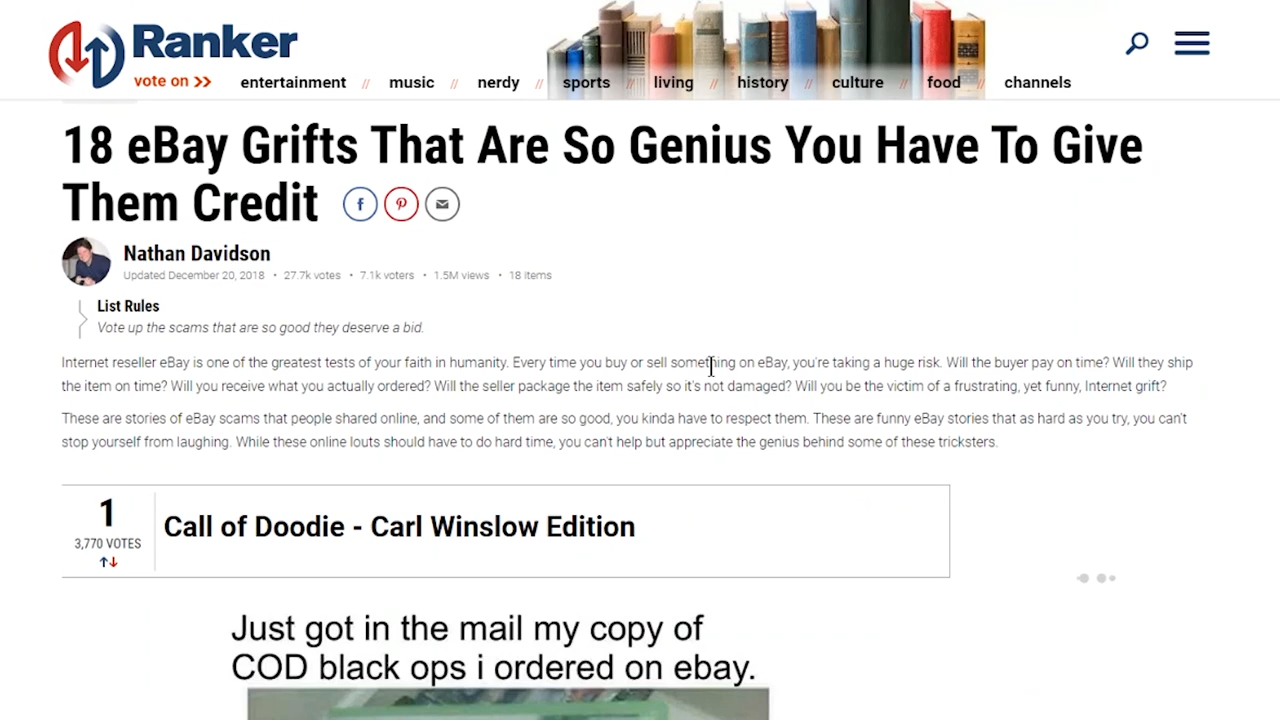 Ranker
vote on >>
entertainment // music // nerdy // sports // living // history // culture // food // channels
18 eBay Grifts That Are So Genius You Have To Give
Them Credit
Nathan Davidson
Updated December 20, 2018 • 27.7k votes • 7.1k voters • 1.5M views • 18 items
List Rules
Vote up the scams that are so good they deserve a bid.
Internet reseller eBay is one of the greatest tests of your faith in humanity. Every time you buy or sell something on eBay, you're taking a huge risk. Will the buyer pay on time? Will they ship
the item on time? Will you receive what you actually ordered? Will the seller package the item safely so it's not damaged? Will you be the victim of a frustrating, yet funny, Internet grift?
These are stories of eBay scams that people shared online, and some of them are so good, you kinda have to respect them. These are funny eBay stories that as hard as you try, you can't
stop yourself from laughing. While these online louts should have to do hard time, you can't help but appreciate the genius behind some of these tricksters.
1
3,770 VOTES
Call of Doodie - Carl Winslow Edition
Just got in the mail my copy of
COD black ops i ordered on ebay.